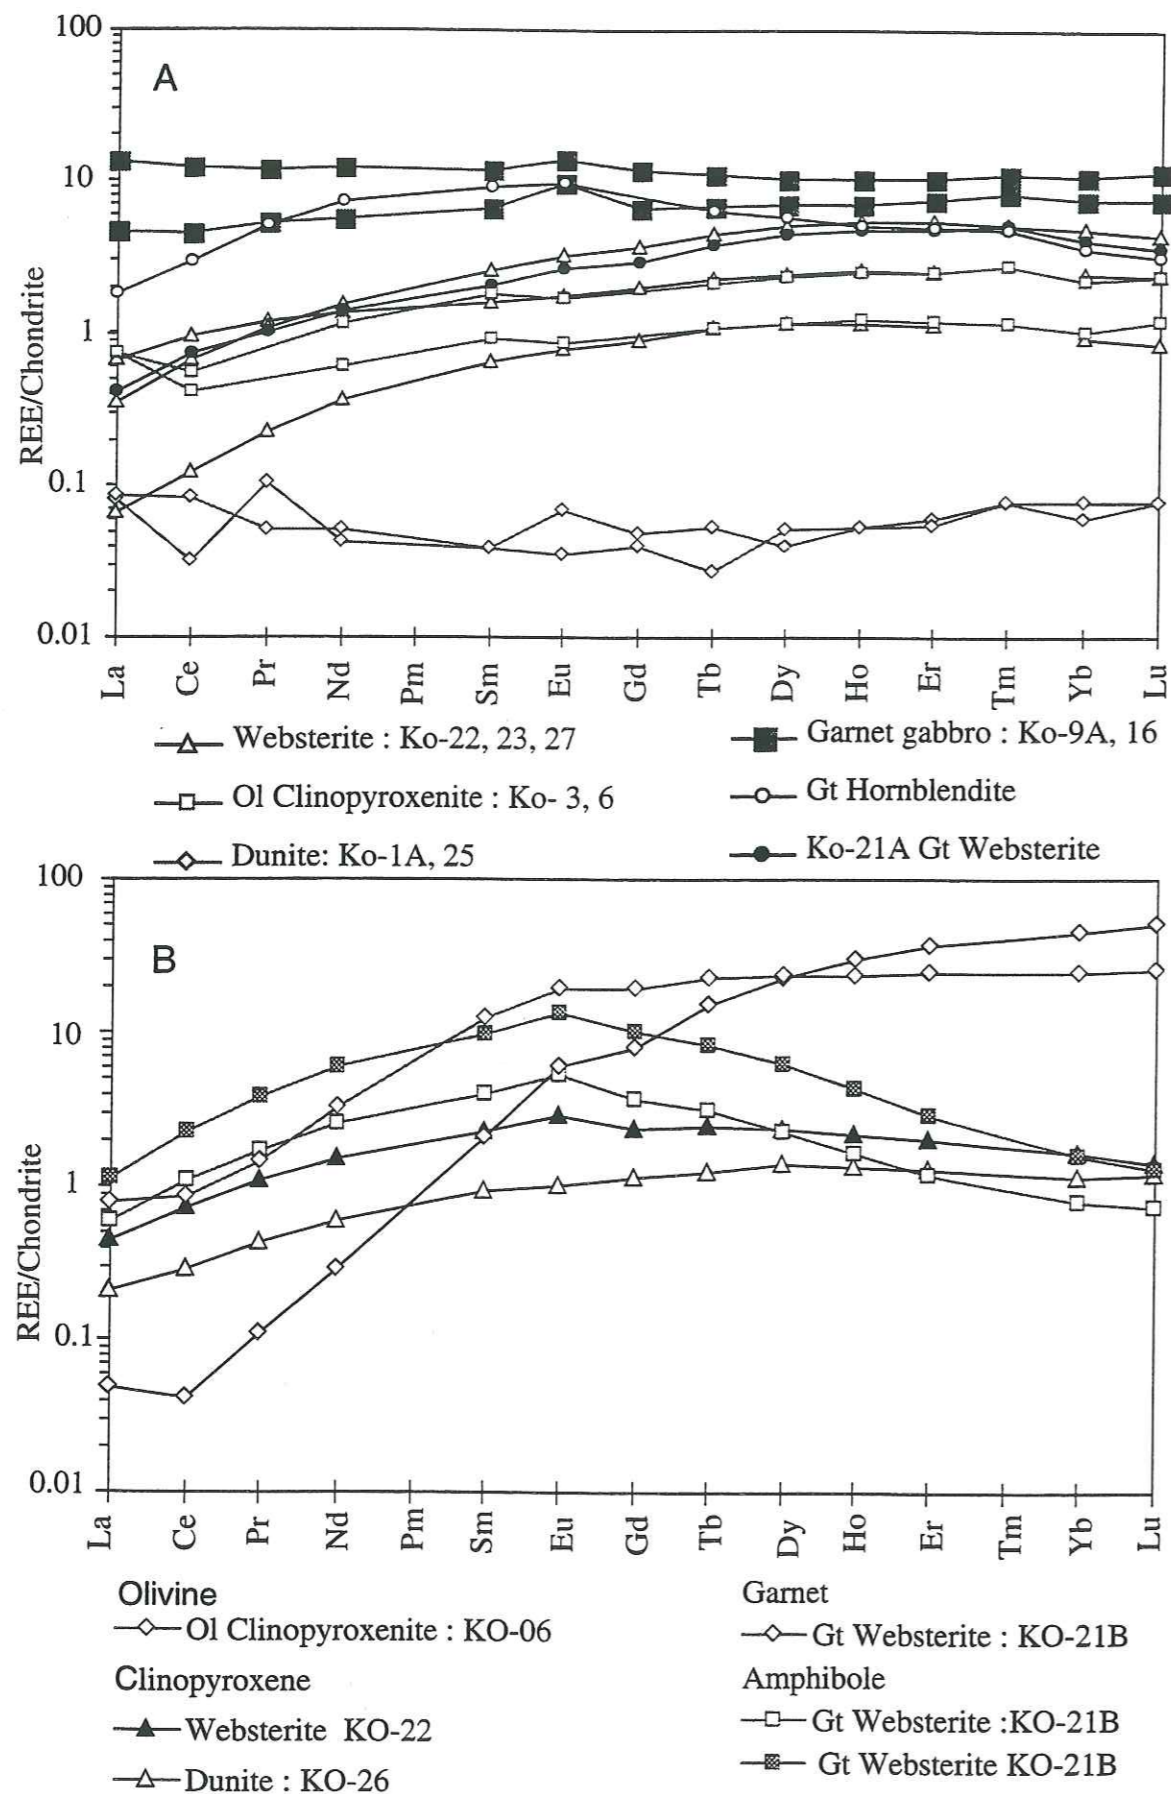 100
A
10
1
0.1
0.01
REE/Chondrite
La Ce Pr Nd Pm Sm Eu Gd Tb Dy Ho Er Tm Yb Lu
Websterite : Ko-22, 23, 27
Garnet gabbro : Ko-9A, 16
Ol Clinopyroxenite : Ko- 3, 6
Gt Hornblendite
Dunite: Ko-1A, 25
Ko-21A Gt Websterite
100
B
10
1
0.1
0.01
REE/Chondrite
La Ce Pr Nd Pm Sm Eu Gd Tb Dy Ho Er Tm Yb Lu
Olivine
Ol Clinopyroxenite : KO-06
Clinopyroxene
Websterite KO-22
Dunite : KO-26
Garnet
Gt Websterite : KO-21B
Amphibole
Gt Websterite :KO-21B
Gt Websterite KO-21B